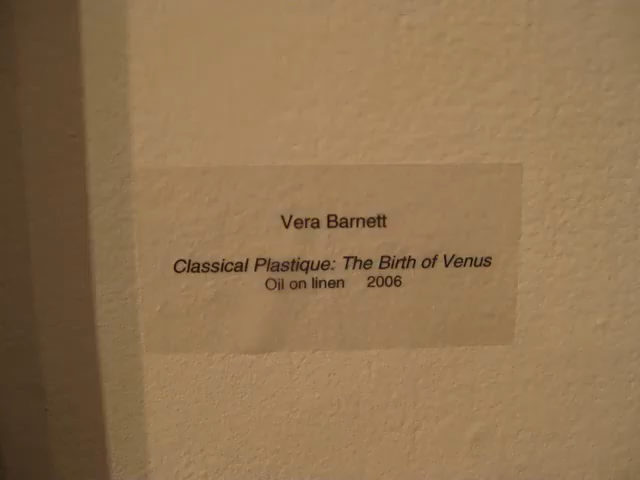 Vera Barnett
Classical Plastique: The Birth of Venus
Oil on linen 2006